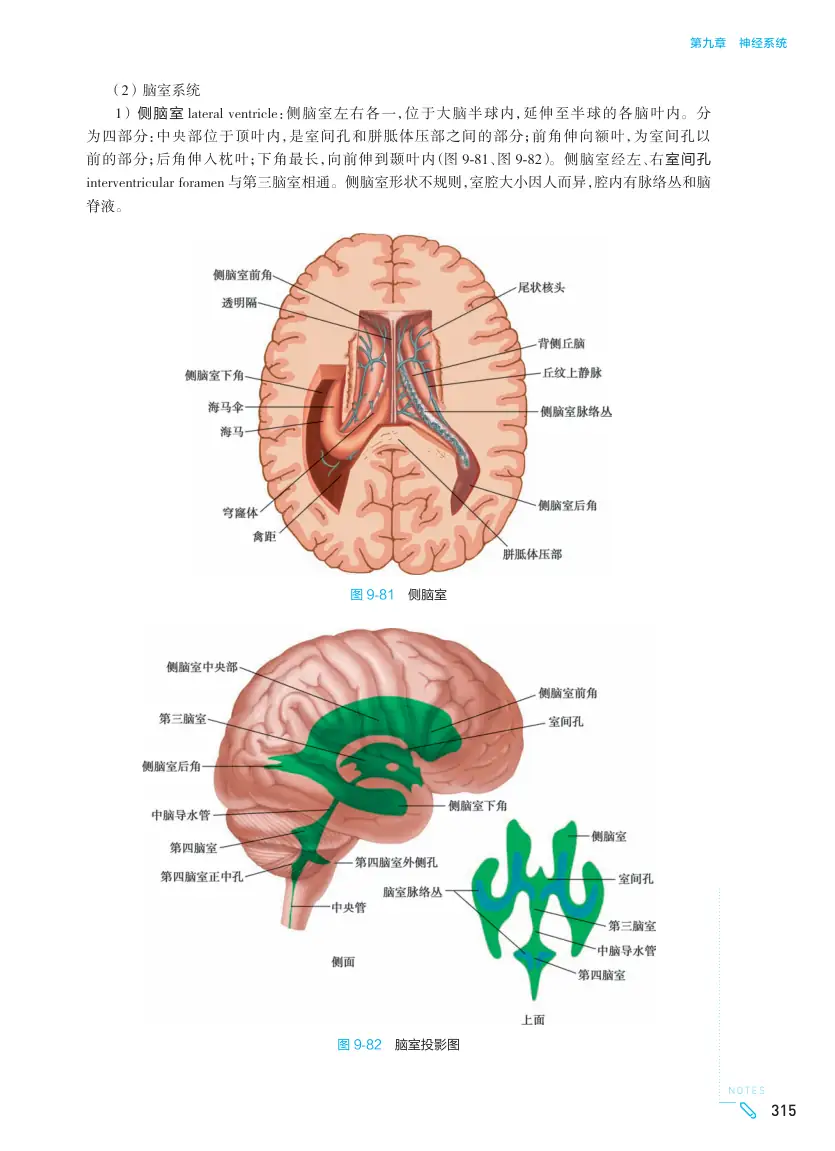 第九章 神经系统
（2）脑室系统
1）侧脑室 lateral ventricle：侧脑室左右各一，位于大脑半球内，延伸至半球的各脑叶内。分
为四部分：中央部位于顶叶内，是室间孔和胼胝体压部之间的部分；前角伸向额叶，为室间孔以
前的部分；后角伸入枕叶；下角最长，向前伸到颞叶内（图 9-81、图 9-82）。侧脑室经左、右室间孔
interventricular foramen 与第三脑室相通。侧脑室形状不规则，室腔大小因人而异，腔内有脉络丛和脑
脊液。
侧脑室前角
尾状核头
透明隔
背侧丘脑
侧脑室下角
丘纹上静脉
海马伞
侧脑室脉络丛
海马
侧脑室后角
穹窿体
禽距
胼胝体压部
图 9-81 侧脑室
侧脑室中央部
侧脑室前角
第三脑室
室间孔
侧脑室后角
侧脑室下角
中脑导水管
侧脑室
第四脑室
第四脑室外侧孔
第四脑室正中孔
室间孔
脑室脉络丛
中央管
第三脑室
中脑导水管
侧面
第四脑室
上面
图 9-82 脑室投影图
NOTES
315